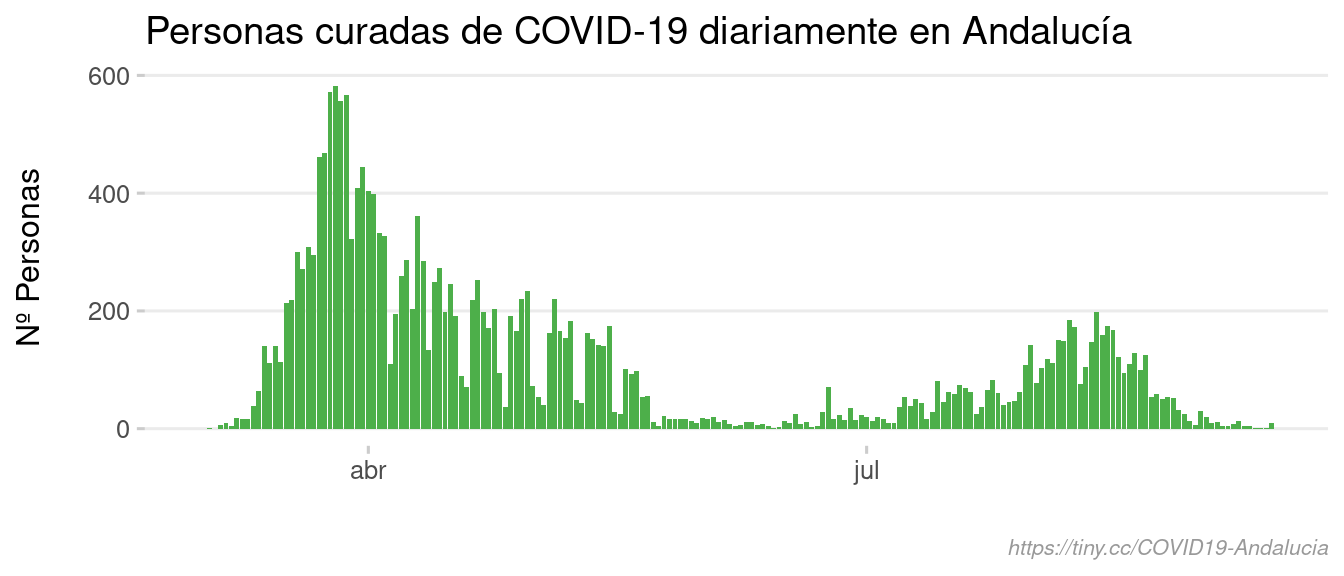 Personas curadas de COVID-19 diariamente en Andalucía
Nº Personas
600
400
200
0
abr
jul
https://tiny.cc/COVID19-Andalucia